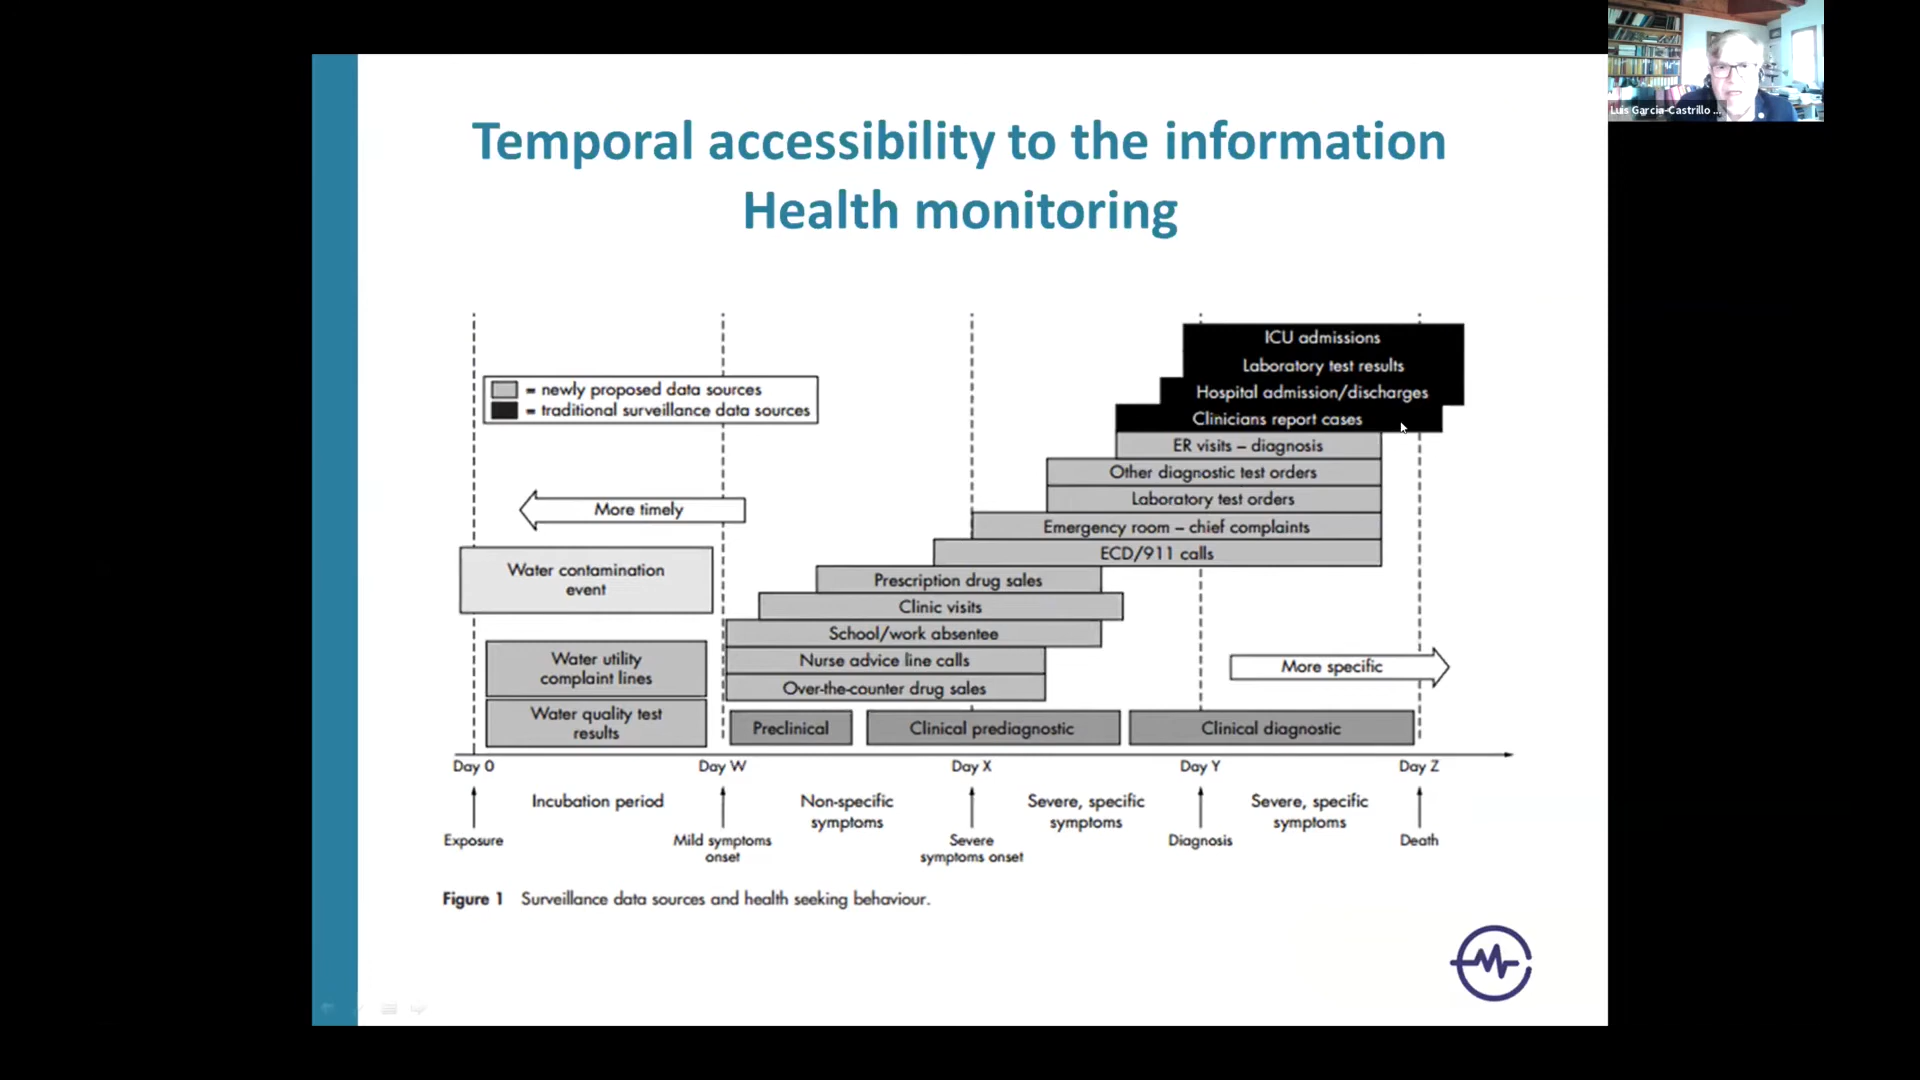 Luis Garcia-Castrillo ...
Temporal accessibility to the information
Health monitoring
= newly proposed data sources
= traditional surveillance data sources
ICU admissions
Laboratory test results
Hospital admission/discharges
Clinicians report cases
ER visits – diagnosis
Other diagnostic test orders
Laboratory test orders
Emergency room – chief complaints
ECD/911 calls
Prescription drug sales
Clinic visits
School/work absentee
Nurse advice line calls
Over-the-counter drug sales
More timely
Water contamination
event
Water utility
complaint lines
Water quality test
results
More specific
Preclinical
Clinical prediagnostic
Clinical diagnostic
Day 0
Day W
Day X
Day Y
Day Z
Incubation period
Non-specific
symptoms
Severe, specific
symptoms
Severe, specific
symptoms
Exposure
Mild symptoms
onset
Severe
symptoms onset
Diagnosis
Death
Figure 1 Surveillance data sources and health seeking behaviour.